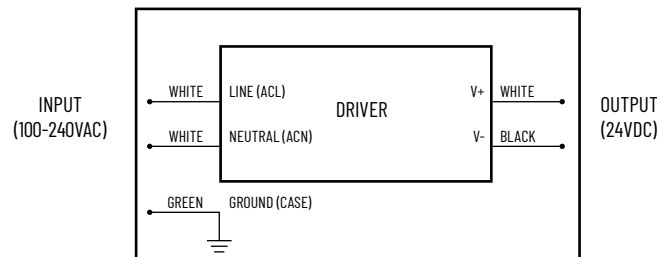 INPUT
(100-240VAC)
WHITE
LINE (ACL)
WHITE
NEUTRAL (ACN)
GREEN
GROUND (CASE)
DRIVER
V+
WHITE
V-
BLACK
OUTPUT
(24VDC)